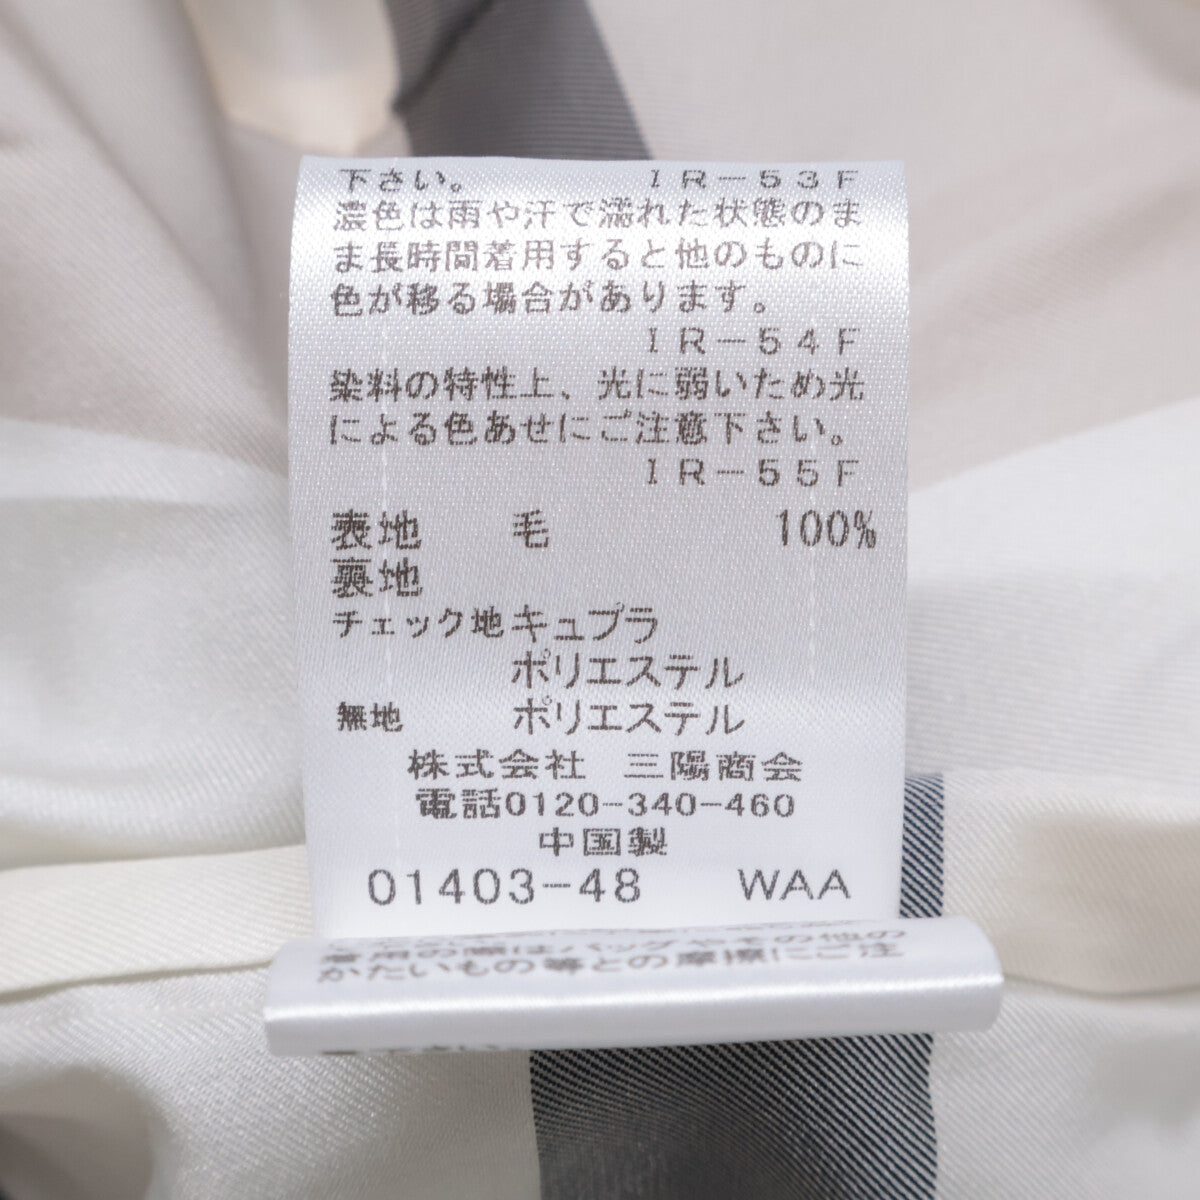 下さい。 IR-53F
濃色は雨や汗で濡れた状態のま
ま長時間着用すると他のものに
色が移る場合があります。
IR-54F
染料の特性上、光に弱いため光
による色あせにご注意下さい。
IR-55F
表地 毛 100%
裏地
チェック地 キュプラ
ポリエステル
無地 ポリエステル
株式会社 三陽商会
電話0120-340-460
中国製
01403-48 WAA
着用の際はバッグやその他の
かたいもの等との摩擦にご注